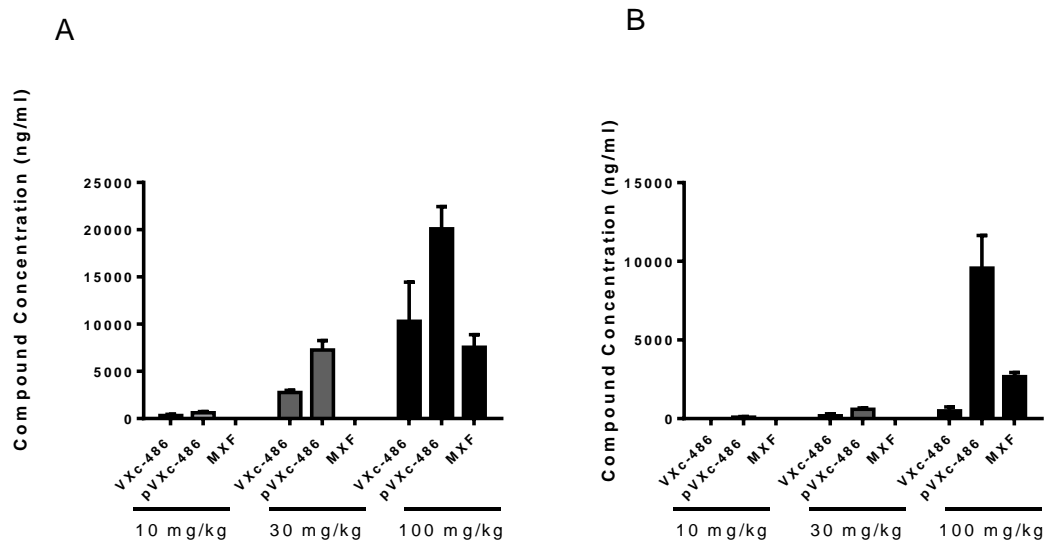 A
Compound Concentration (ng/ml)
25000
20000
15000
10000
5000
0
VXc-486
pVXc-486
MXF
VXc-486
pVXc-486
MXF
VXc-486
pVXc-486
MXF
10 mg/kg
30 mg/kg
100 mg/kg
B
Compound Concentration (ng/ml)
15000
10000
5000
0
VXc-486
pVXc-486
MXF
VXc-486
pVXc-486
MXF
VXc-486
pVXc-486
MXF
10 mg/kg
30 mg/kg
100 mg/kg